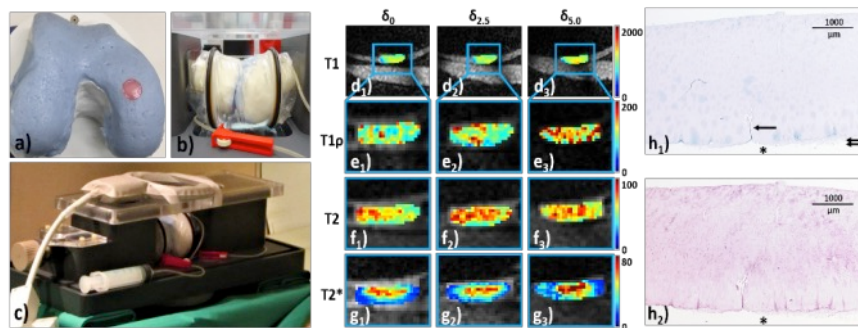 δ0 δ2.5 δ5.0
T1
2000
0
d1) d2) d3)
T1ρ
200
0
e1) e2) e3)
T2
100
0
f1) f2) f3)
T2*
80
0
g1) g2) g3)
a)
b)
c)
1000
μm
h1)
*
1000
μm
h2)
*